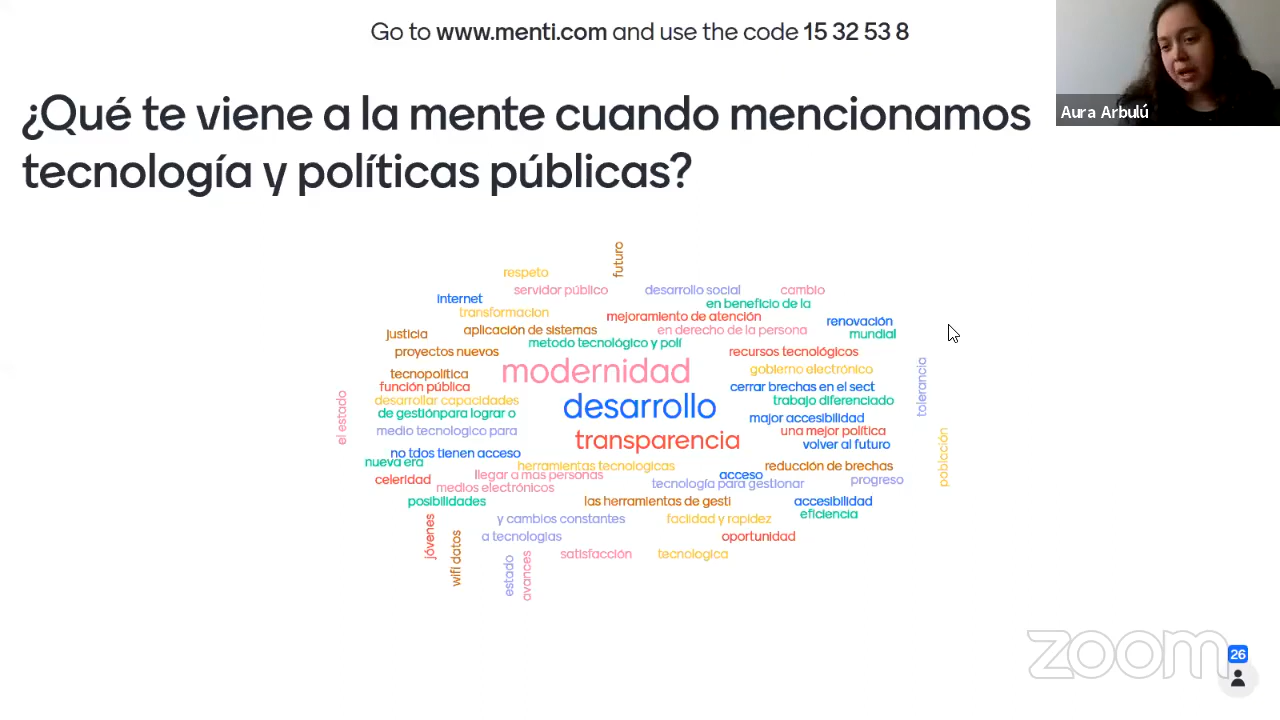 Go to www.menti.com and use the code 15 32 53 8
Aura Arbulú
¿Qué te viene a la mente cuando mencionamos
tecnología y políticas públicas?
futuro
respeto
servidor público
desarrollo social
cambio
internet
en beneficio de la
transformacion
mejoramiento de atención
renovación
justicia
aplicación de sistemas
en derecho de la persona
mundial
metodo tecnológico y polí
proyectos nuevos
recursos tecnológicos
modernidad
gobierno electrónico
tecnopolítica
función pública
cerrar brechas en el sect
tolerancio
desarrollar capacidades
desarrollo
trabajo diferenciado
de gestiónpara lograr o
major accesibilidad
el estado
medio tecnologico para
transparencia
una mejor política
volver al futuro
no tdos tienen acceso
población
nueva era
herramientas tecnologicas
reducción de brechas
llegar a mas personas
acceso
celeridad
tecnología para gestionar
progreso
medios electrónicos
posibilidades
las herramientas de gesti
accesibilidad
eficiencia
y cambios constantes
faclidad y rapidez
jóvenes
a tecnologias
oportunidad
wifi datos
satisfacción
tecnologica
estado
avances
zoom
26